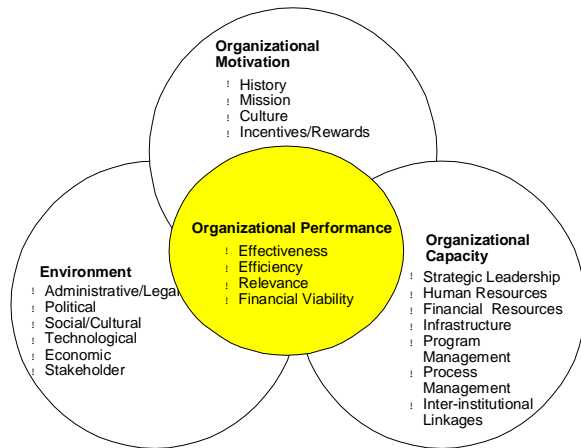 Organizational
Motivation
! History
! Mission
! Culture
! Incentives/Rewards
Organizational Performance
! Effectiveness
! Efficiency
! Relevance
! Financial Viability
Environment
! Administrative/Legal
! Political
! Social/Cultural
! Technological
! Economic
! Stakeholder
Organizational
Capacity
! Strategic Leadership
! Human Resources
! Financial Resources
! Infrastructure
! Program
Management
! Process
Management
! Inter-institutional
Linkages